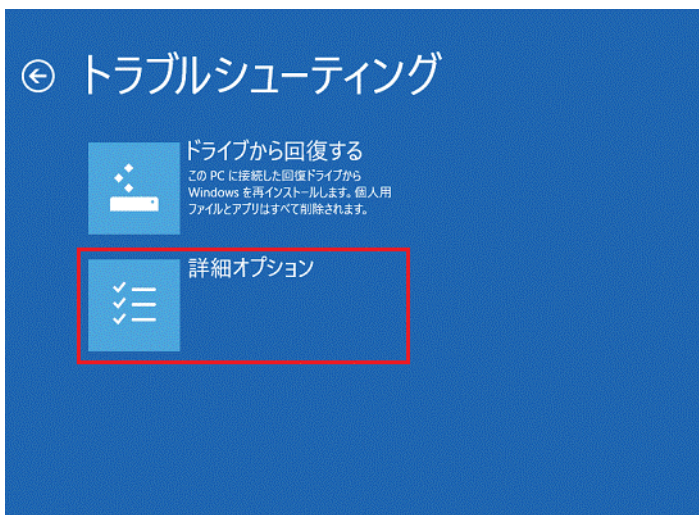 トラブルシューティング
ドライブから回復する
この PC に接続した回復ドライブから
Windows を再インストールします。個人用
ファイルとアプリはすべて削除されます。
詳細オプション